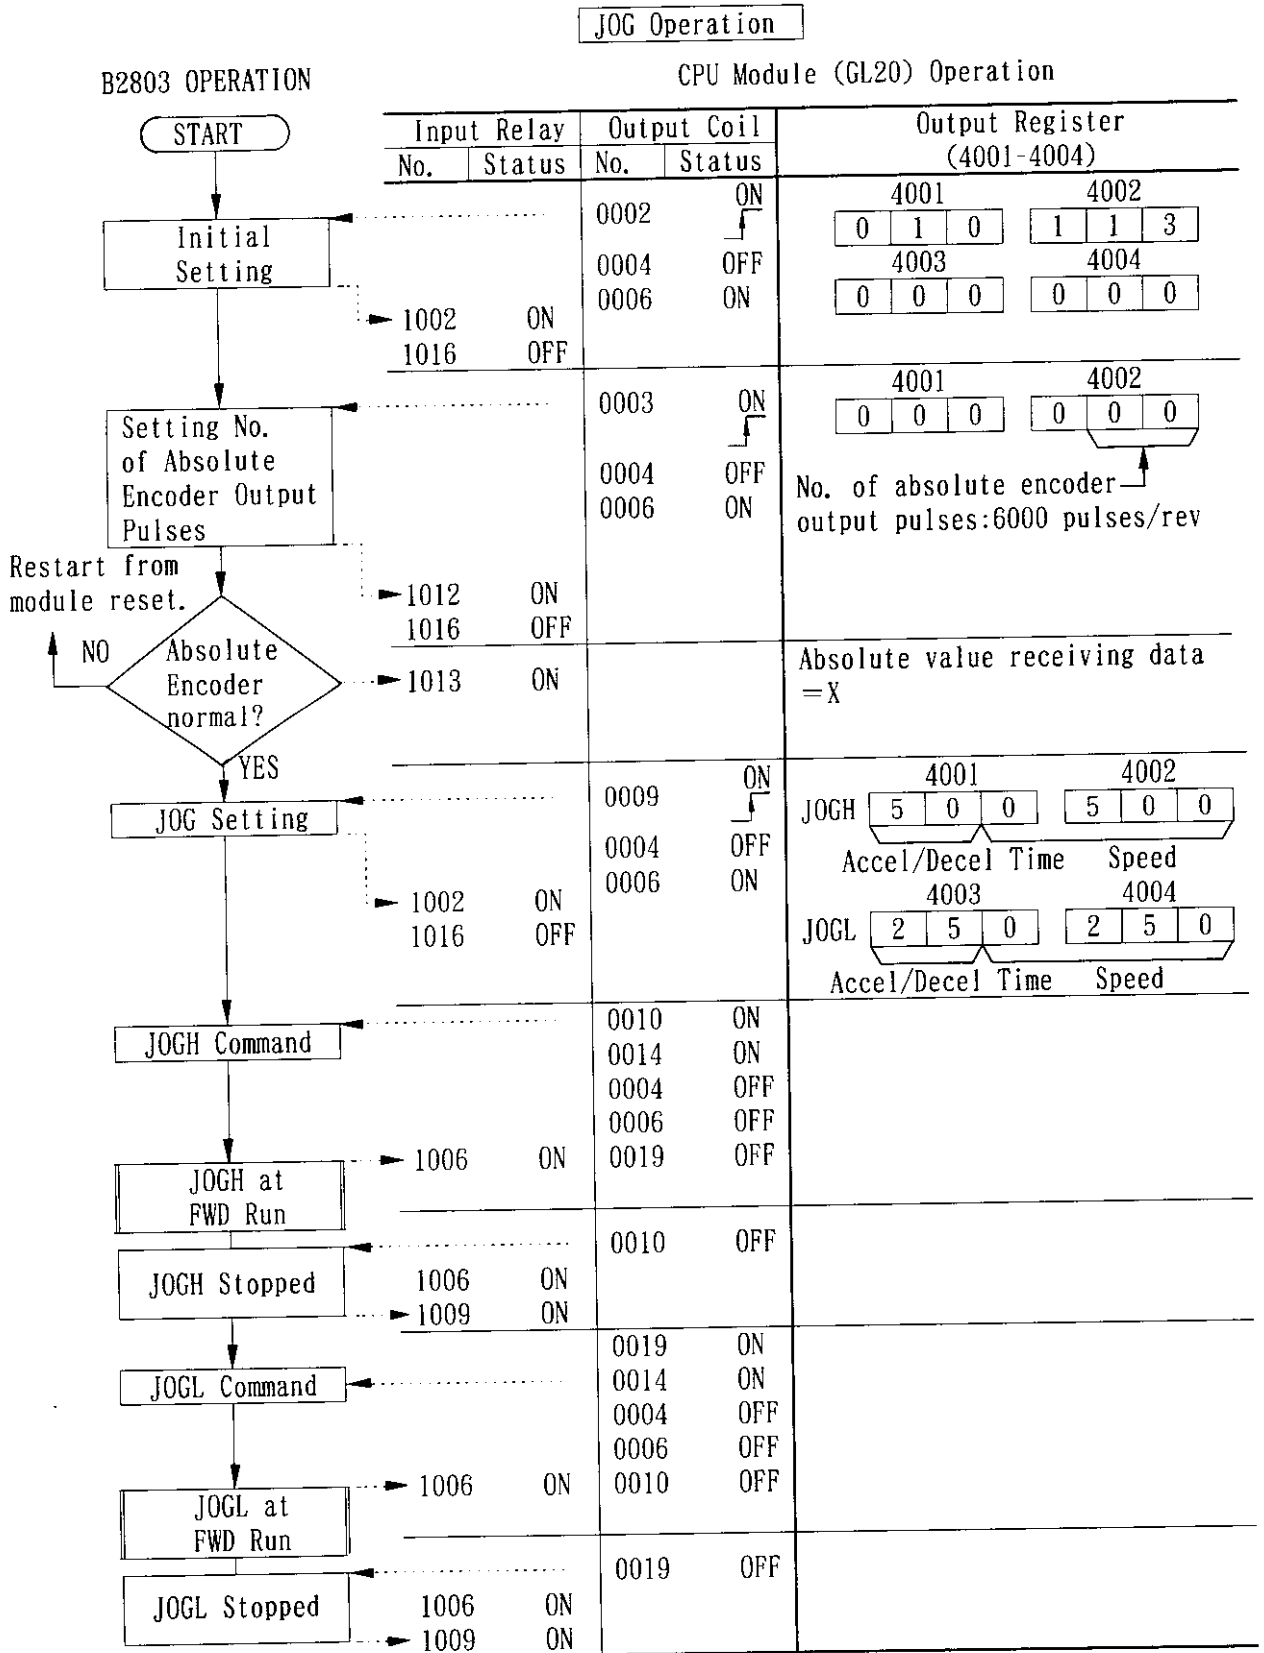 JOG Operation
B2803 OPERATION
CPU Module (GL20) Operation
START
Input Relay Output Coil Output Register
No. Status No. Status (4001-4004)
Initial
Setting
0002 ON 4001 4002
0 1 0 1 1 3
0004 OFF 4003 4004
0006 ON 0 0 0 0 0 0
1002 ON
1016 OFF
Setting No.
of Absolute
Encoder Output
Pulses
0003 ON 4001 4002
0 0 0 0 0 0
0004 OFF
0006 ON
No. of absolute encoder
output pulses:6000 pulses/rev
Restart from
module reset.
1012 ON
1016 OFF
NO
Absolute
Encoder
normal?
YES
1013 ON
Absolute value receiving data
=X
JOG Setting
0009 ON
0004 OFF
0006 ON
4001 4002
JOGH 5 0 0 5 0 0
Accel/Decel Time Speed
4003 4004
JOGL 2 5 0 2 5 0
Accel/Decel Time Speed
1002 ON
1016 OFF
JOGH Command
0010 ON
0014 ON
0004 OFF
0006 OFF
1006 ON 0019 OFF
JOGH at
FWD Run
0010 OFF
JOGH Stopped
1006 ON
1009 ON
JOGL Command
0019 ON
0014 ON
0004 OFF
0006 OFF
1006 ON 0010 OFF
JOGL at
FWD Run
0019 OFF
JOGL Stopped
1006 ON
1009 ON